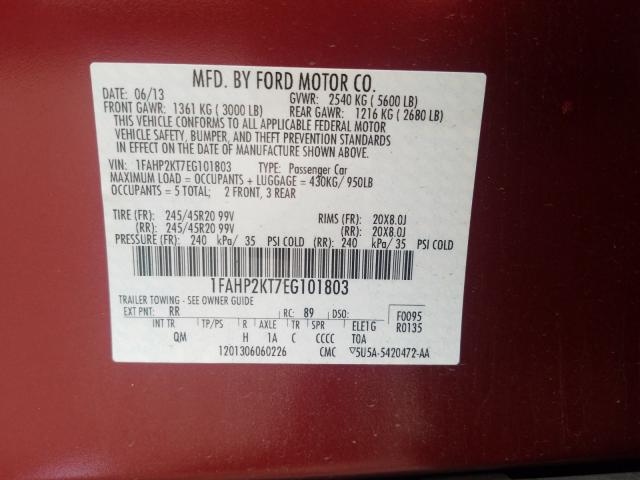 MFD. BY FORD MOTOR CO.
DATE: 06/13 GVWR: 2540 KG ( 5600 LB)
FRONT GAWR: 1361 KG ( 3000 LB) REAR GAWR: 1216 KG ( 2680 LB)
THIS VEHICLE CONFORMS TO ALL APPLICABLE FEDERAL MOTOR
VEHICLE SAFETY, BUMPER, AND THEFT PREVENTION STANDARDS
IN EFFECT ON THE DATE OF MANUFACTURE SHOWN ABOVE.
VIN: 1FAHP2KT7EG101803 TYPE: Passenger Car
MAXIMUM LOAD = OCCUPANTS + LUGGAGE = 430KG/ 950LB
OCCUPANTS = 5 TOTAL; 2 FRONT, 3 REAR
TIRE (FR): 245/45R20 99V RIMS (FR): 20X8.0J
(RR): 245/45R20 99V (RR): 20X8.0J
PRESSURE (FR): 240 kPa/ 35 PSI COLD (RR): 240 kPa/ 35 PSI COLD
1FAHP2KT7EG101803
TRAILER TOWING - SEE OWNER GUIDE
EXT PNT: RR RC: 89 DSO: F0095
INT TR TP/PS R AXLE TR SPR ELE1G R0135
QM H 1A C CCCC TOA
1201306060226 CMC ▽5U5A-5420472-AA